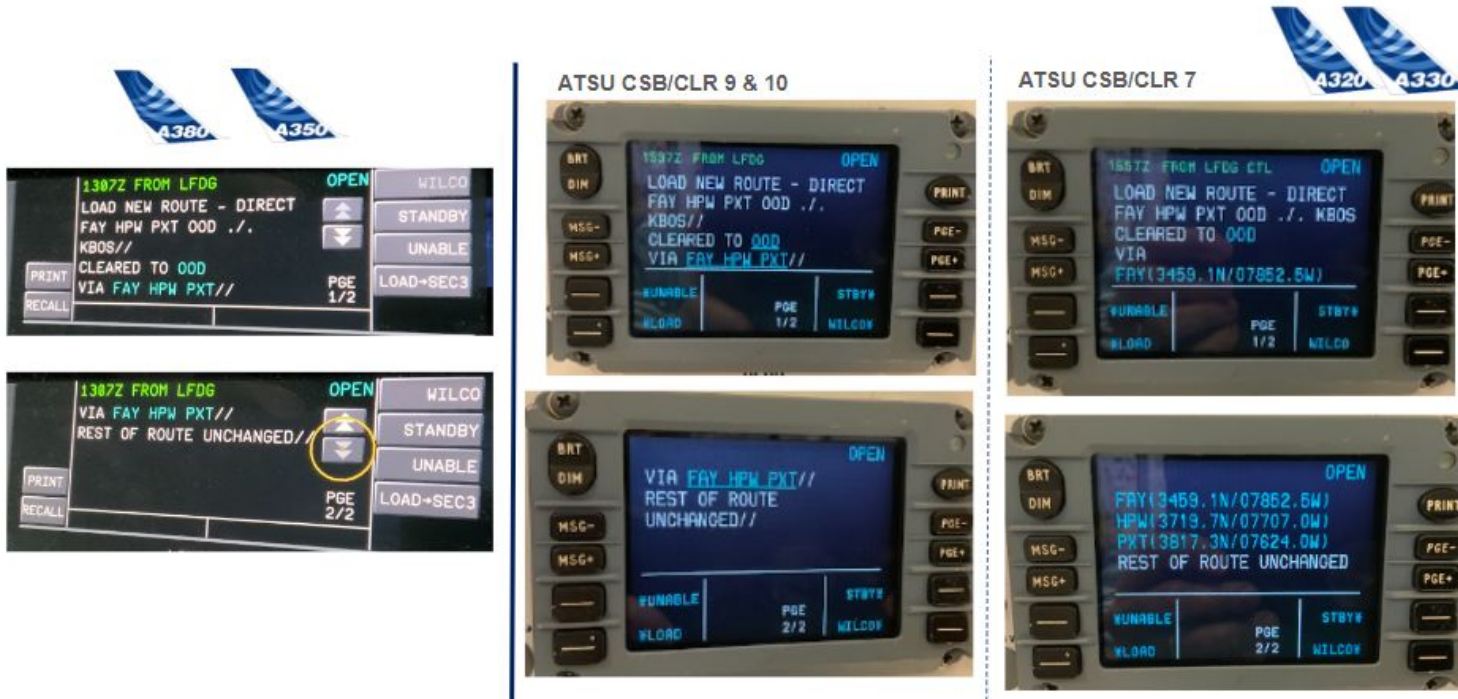 A380
A350
1307Z FROM LFDG OPEN
LOAD NEW ROUTE - DIRECT
FAY HPW PXT OOD ./.
KBOS//
CLEARED TO OOD
VIA FAY HPW PXT//
PGE
1/2
WILCO
STANDBY
UNABLE
LOAD→SEC3
PRINT
RECALL
1307Z FROM LFDG OPEN
VIA FAY HPW PXT//
REST OF ROUTE UNCHANGED//
PGE
2/2
WILCO
STANDBY
UNABLE
LOAD→SEC3
PRINT
RECALL
ATSU CSB/CLR 9 & 10
BRT
DIM
MSG-
MSG+
1537Z FROM LFDG OPEN
LOAD NEW ROUTE - DIRECT
FAY HPW PXT OOD ./.
KBOS//
CLEARED TO OOD
VIA FAY HPW PXT//
*UNABLE STBY*
PGE
1/2
*LOAD WILCO*
PRINT
PGE-
PGE+
BRT
DIM
MSG-
MSG+
OPEN
VIA FAY HPW PXT//
REST OF ROUTE
UNCHANGED//
*UNABLE STBY*
PGE
2/2
*LOAD WILCO*
PRINT
PGE-
PGE+
ATSU CSB/CLR 7
A320
A330
BRT
DIM
MSG-
MSG+
1557Z FROM LFDG CTL OPEN
LOAD NEW ROUTE - DIRECT
FAY HPW PXT OOD ./. KBOS
CLEARED TO OOD
VIA
FAY(3459.1N/07852.5W)
*UNABLE STBY*
PGE
1/2
*LOAD WILCO
PRINT
PGE-
PGE+
BRT
DIM
MSG-
MSG+
OPEN
FAY(3459.1N/07852.5W)
HPW(3719.7N/07707.0W)
PXT(3817.3N/07624.0W)
REST OF ROUTE UNCHANGED
*UNABLE STBY*
PGE
2/2
*LOAD WILCO*
PRINT
PGE-
PGE+